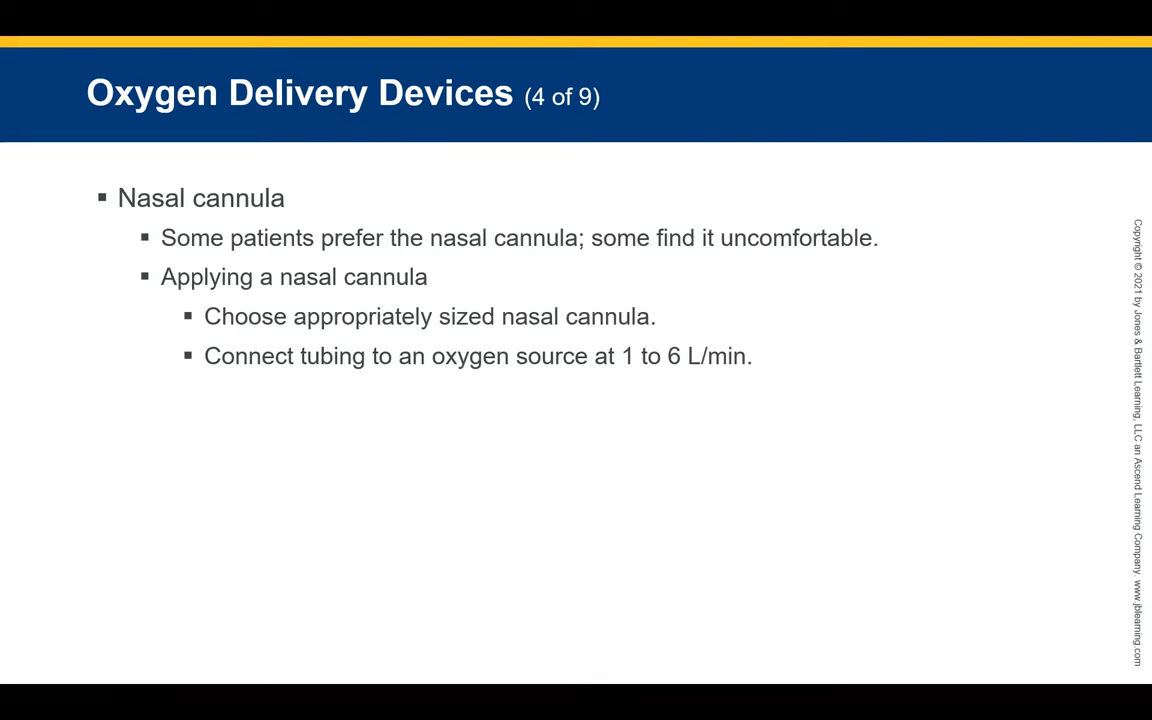 Oxygen Delivery Devices (4 of 9)
▪ Nasal cannula
▪ Some patients prefer the nasal cannula; some find it uncomfortable.
▪ Applying a nasal cannula
▪ Choose appropriately sized nasal cannula.
▪ Connect tubing to an oxygen source at 1 to 6 L/min.
Copyright © 2021 by Jones & Bartlett Learning, LLC an Ascend Learning Company. www.jblearning.com